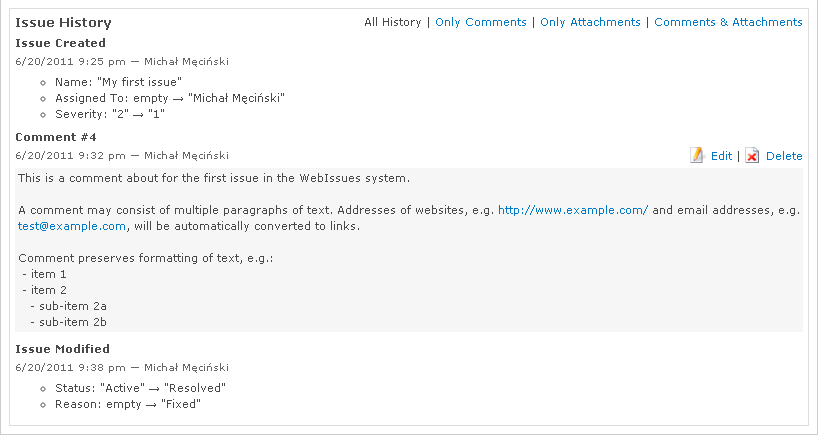 Issue History
All History | Only Comments | Only Attachments | Comments & Attachments
Issue Created
6/20/2011 9:25 pm — Michał Męciński
Name: "My first issue"
Assigned To: empty → "Michał Męciński"
Severity: "2" → "1"
Comment #4
6/20/2011 9:32 pm — Michał Męciński
Edit | Delete
This is a comment about for the first issue in the WebIssues system.
A comment may consist of multiple paragraphs of text. Addresses of websites, e.g. http://www.example.com/ and email addresses, e.g.
test@example.com, will be automatically converted to links.
Comment preserves formatting of text, e.g.:
- item 1
- item 2
- sub-item 2a
- sub-item 2b
Issue Modified
6/20/2011 9:38 pm — Michał Męciński
Status: "Active" → "Resolved"
Reason: empty → "Fixed"